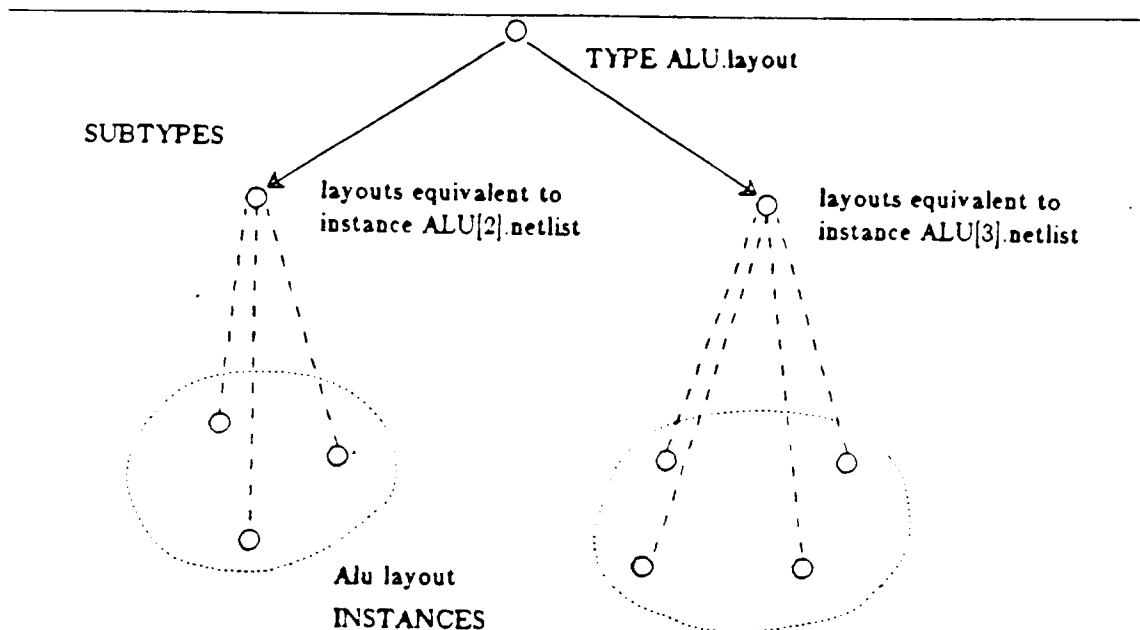 TYPE ALU.layout
SUBTYPES
layouts equivalent to
instance ALU[2].netlist
layouts equivalent to
instance ALU[3].netlist
Alu layout
INSTANCES